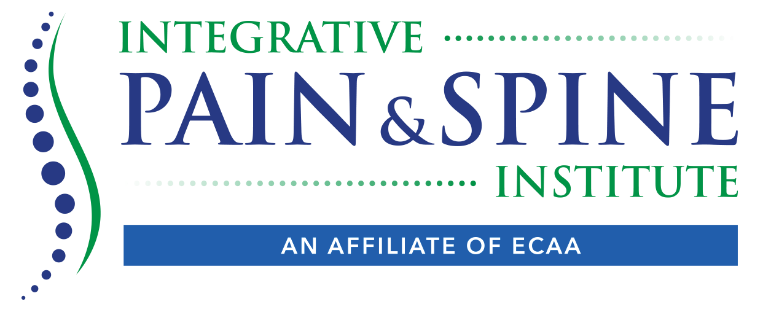 INTEGRATIVE
PAIN & SPINE
INSTITUTE
AN AFFILIATE OF ECAA